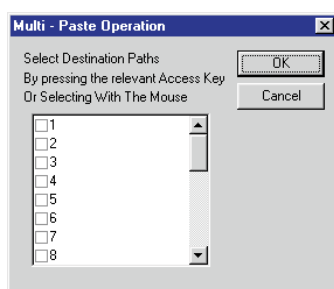 Multi - Paste Operation
Select Destination Paths
By pressing the relevant Access Key
Or Selecting With The Mouse
OK
Cancel
1
2
3
4
5
6
7
8